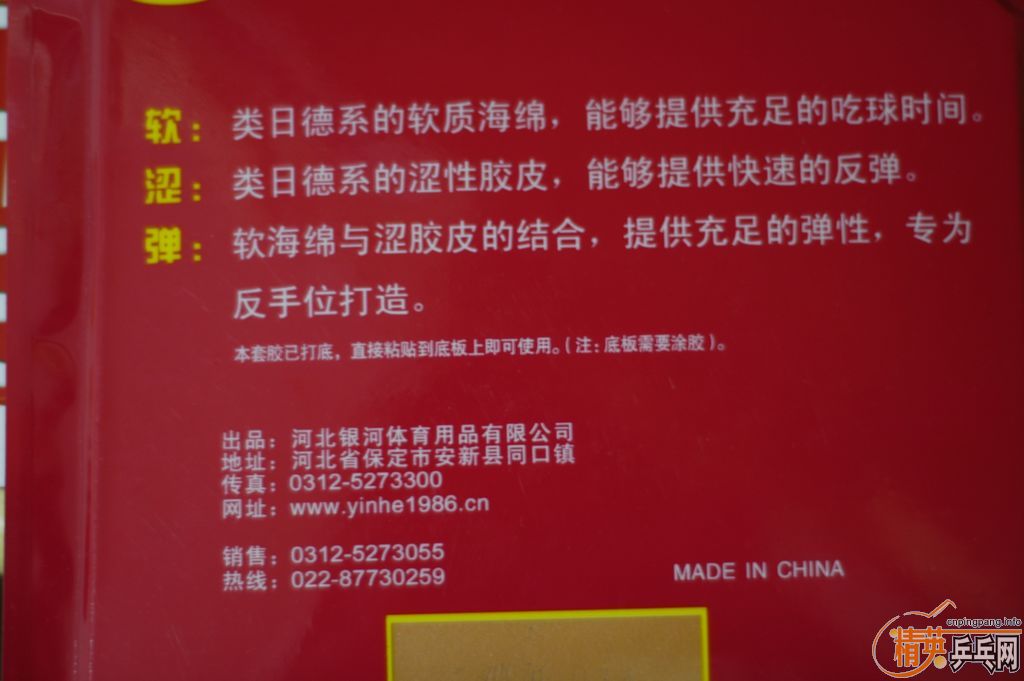 软：类日德系的软质海绵，能够提供充足的吃球时间。
涩：类日德系的涩性胶皮，能够提供快速的反弹。
弹：软海绵与涩胶皮的结合，提供充足的弹性，专为
反手位打造。
本套胶已打底，直接粘贴到底板上即可使用。(注：底板需要涂胶)。
出品：河北银河体育用品有限公司
地址：河北省保定市安新县同口镇
传真：0312-5273300
网址：www.yinhe1986.cn
销售：0312-5273055
热线：022-87730259
MADE IN CHINA
cnpingpang.info
精英乒乓网